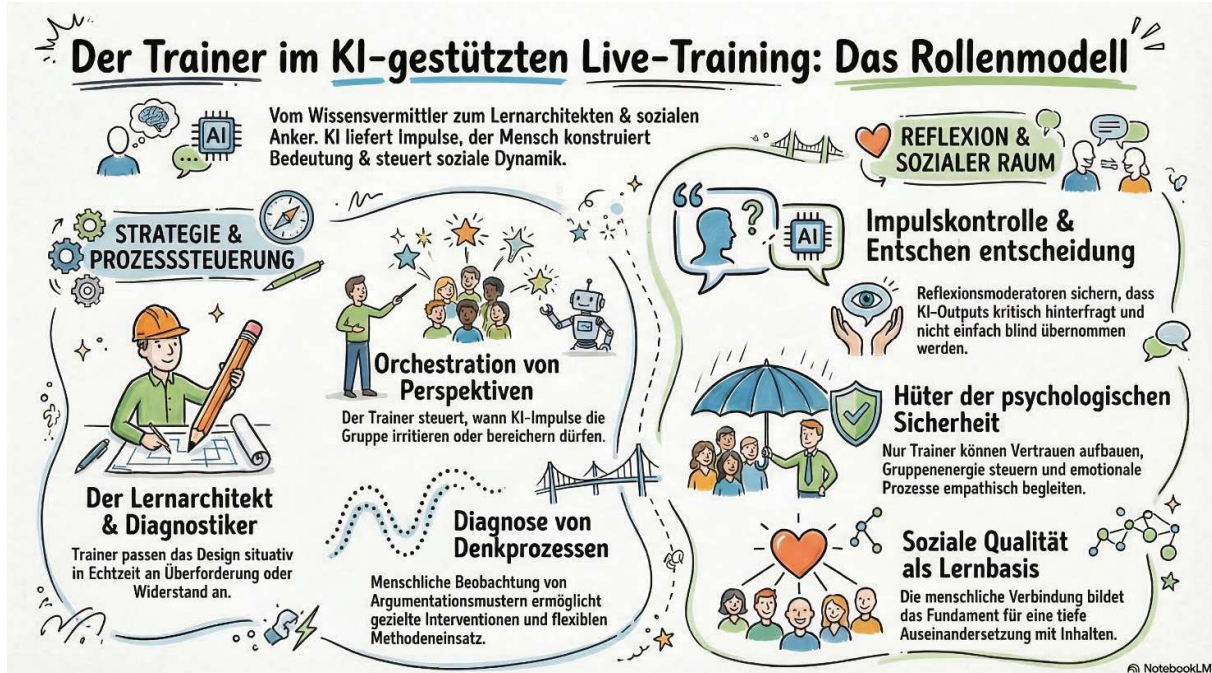 Der Trainer im KI-gestützten Live-Training: Das Rollenmodell
AI
Vom Wissensvermittler zum Lernarchitekten & sozialen
Anker. KI liefert Impulse, der Mensch konstruiert
Bedeutung & steuert soziale Dynamik.
STRATEGIE &
PROZESSSTEUERUNG
Der Lernarchitekt
& Diagnostiker
Trainer passen das Design situativ
in Echtzeit an Überforderung oder
Widerstand an.
Orchestration von
Perspektiven
Der Trainer steuert, wann KI-Impulse die
Gruppe irritieren oder bereichern dürfen.
Diagnose von
Denkprozessen
Menschliche Beobachtung von
Argumentationsmustern ermöglicht
gezielte Interventionen und flexiblen
Methodeneinsatz.
REFLEXION &
SOZIALER RAUM
? AI
Impulskontrolle &
Entschen entscheidung
Reflexionsmoderatoren sichern, dass
KI-Outputs kritisch hinterfragt und
nicht einfach blind übernommen
werden.
Hüter der psychologischen
Sicherheit
Nur Trainer können Vertrauen aufbauen,
Gruppenenergie steuern und emotionale
Prozesse empathisch begleiten.
Soziale Qualität
als Lernbasis
Die menschliche Verbindung bildet
das Fundament für eine tiefe
Auseinandersetzung mit Inhalten.
NotebookLM